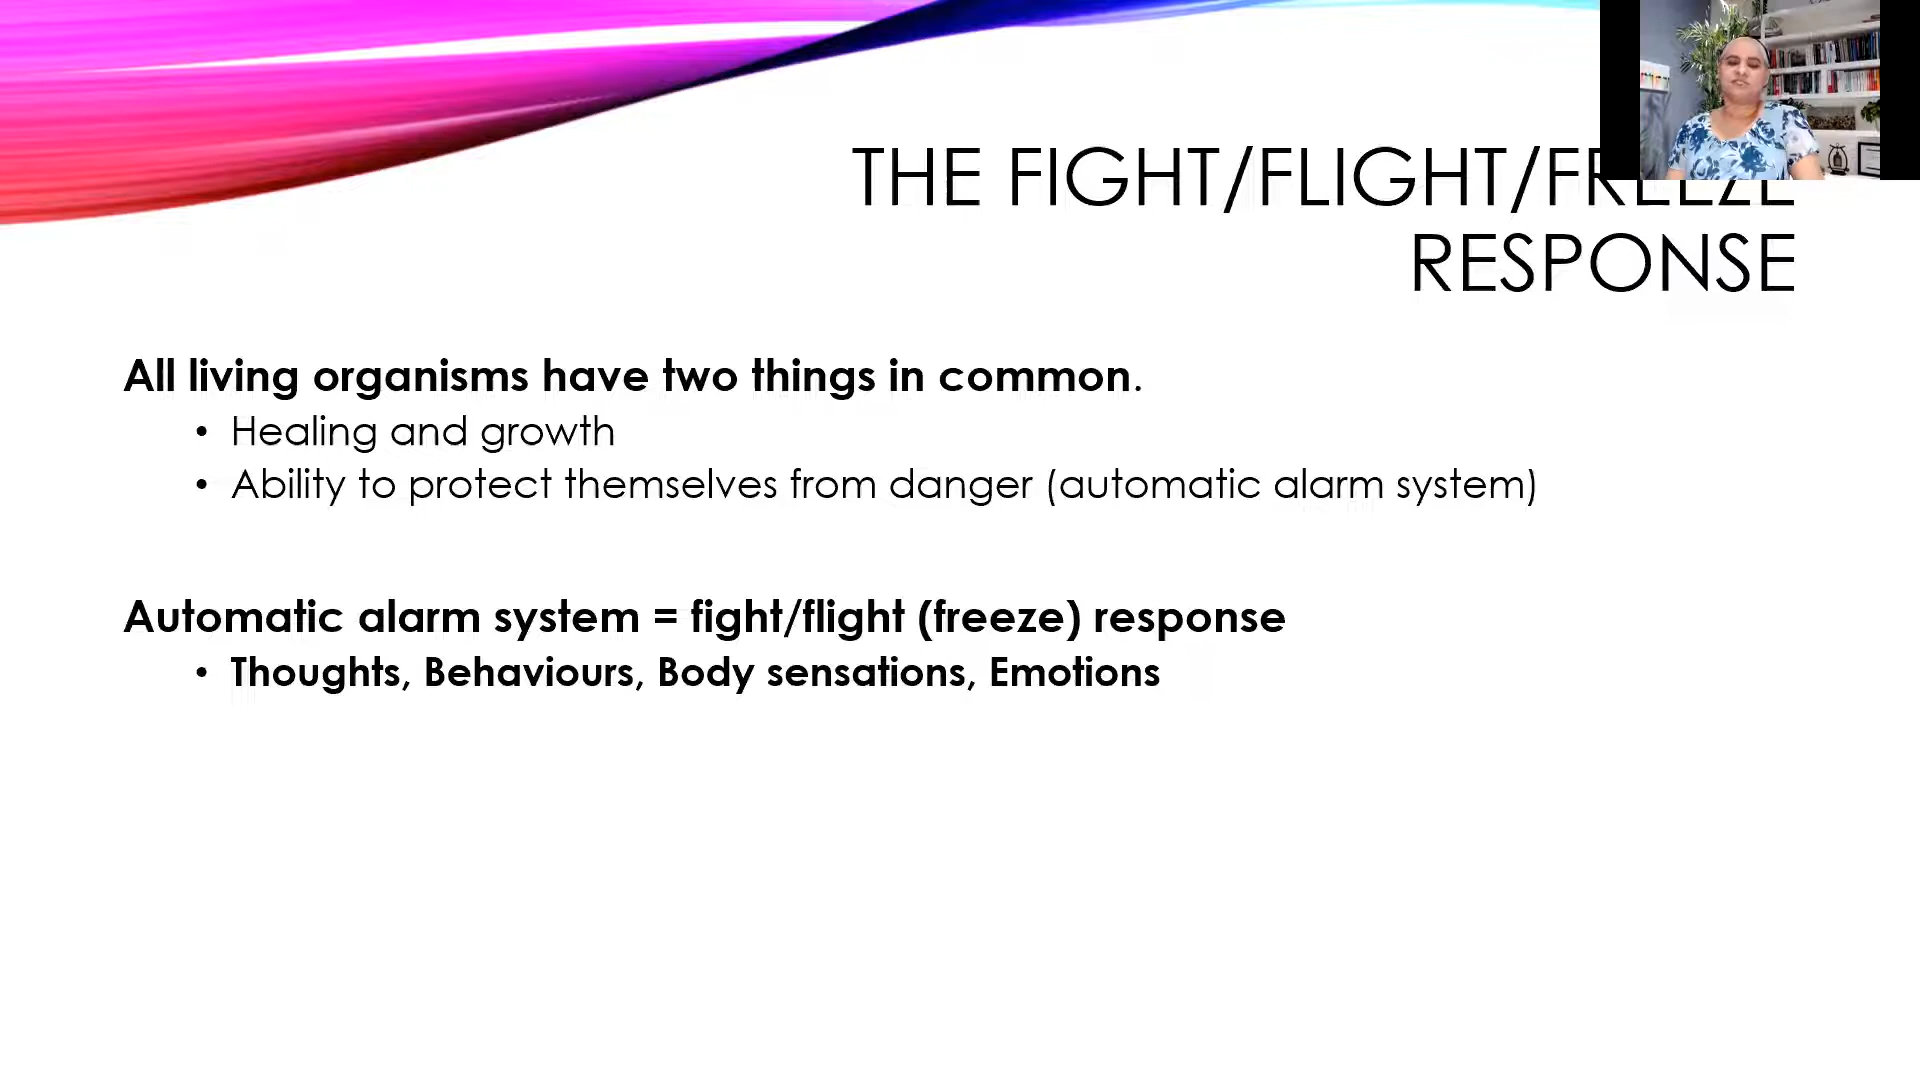 THE FIGHT/FLIGHT/FREEZE
RESPONSE
All living organisms have two things in common.
• Healing and growth
• Ability to protect themselves from danger (automatic alarm system)
Automatic alarm system = fight/flight (freeze) response
• Thoughts, Behaviours, Body sensations, Emotions